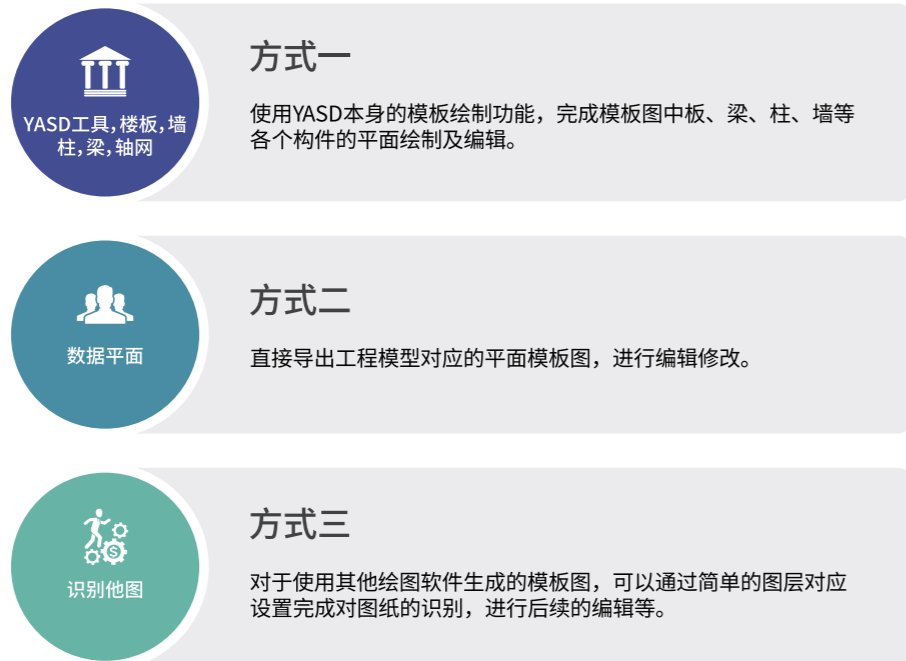 YASD工具,楼板,墙
柱,梁,轴网
方式一
使用YASD本身的模板绘制功能，完成模板图中板、梁、柱、墙等
各个构件的平面绘制及编辑。
数据平面
方式二
直接导出工程模型对应的平面模板图，进行编辑修改。
识别他图
方式三
对于使用其他绘图软件生成的模板图，可以通过简单的图层对应
设置完成对图纸的识别，进行后续的编辑等。